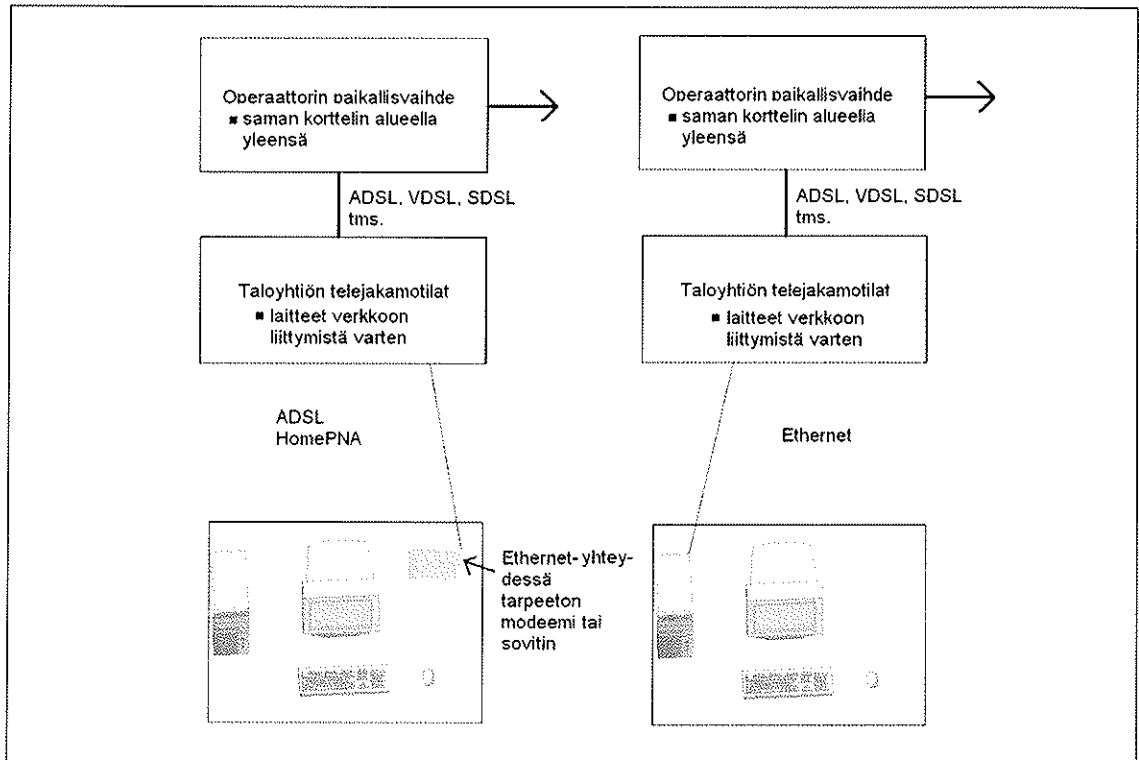 Operaattorin paikallisvaihde
▪ saman korttelin alueella
yleensä
ADSL, VDSL, SDSL
tms.
Taloyhtiön telejakamotilat
▪ laitteet verkkoon
liittymistä varten
ADSL
HomePNA
Ethernet-yhtey-
dessä
tarpeeton
modeemi tai
sovitin
Operaattorin paikallisvaihde
▪ saman korttelin alueella
yleensä
ADSL, VDSL, SDSL
tms.
Taloyhtiön telejakamotilat
▪ laitteet verkkoon
liittymistä varten
Ethernet